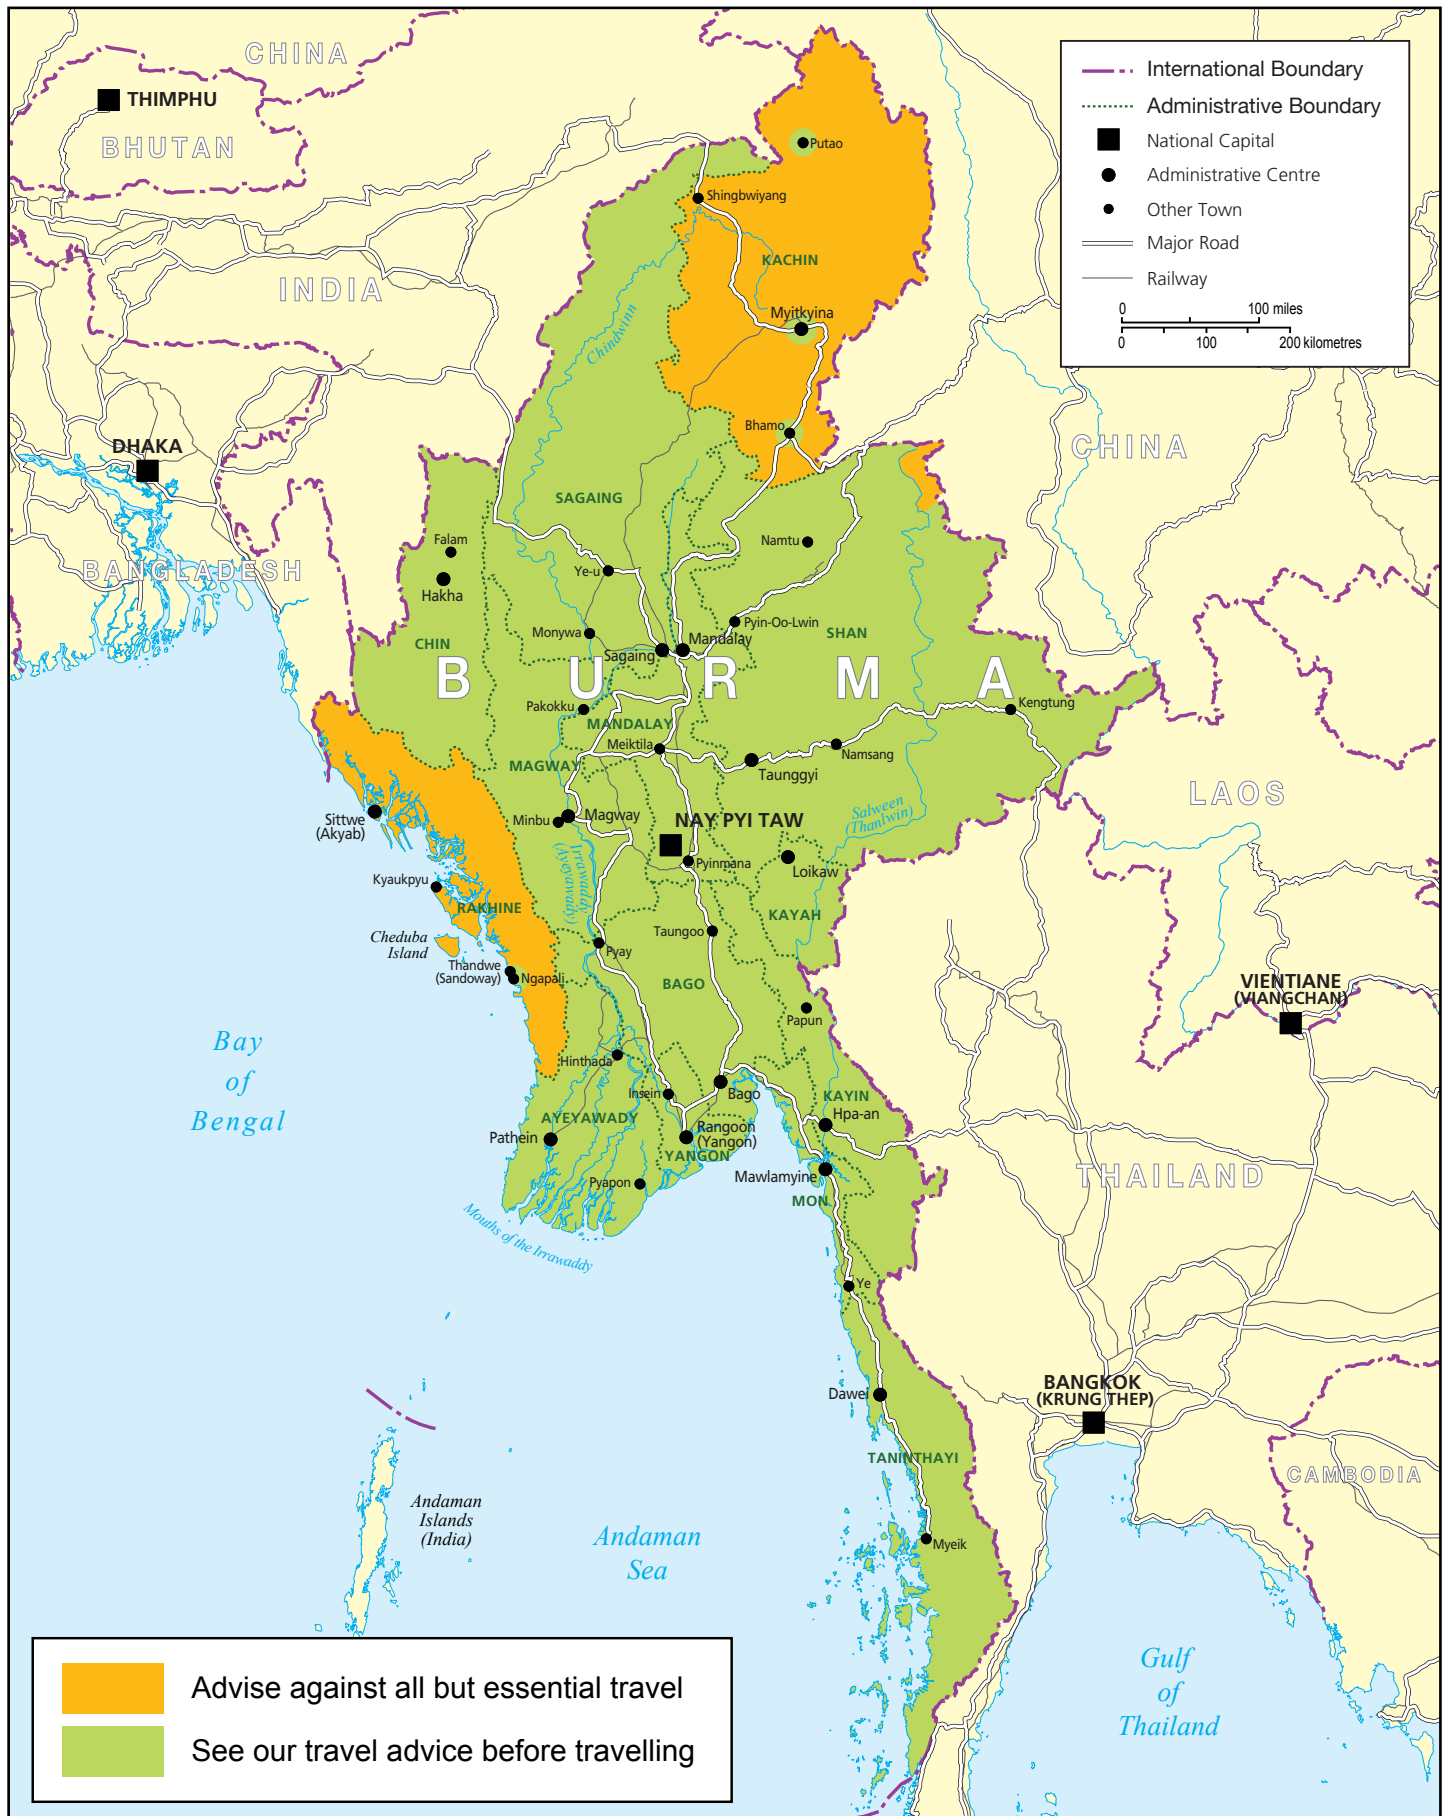 CHINA
THIMPHU
BHUTAN
International Boundary
Administrative Boundary
National Capital
Administrative Centre
Other Town
Major Road
Railway
0 100 miles
0 100 200 kilometres
Putao
Shingbwiyang
KACHIN
INDIA
Myitkyina
Chindwinn
Bhamo
DHAKA
CHINA
SAGAING
Falam
Namtu
BANGLADESH
Ye-u
Hakha
Pyin-Oo-Lwin
Monywa
SHAN
CHIN
Mandalay
Sagaing
BURMA
Kengtung
Pakokku
MANDALAY
Meiktila
Namsang
MAGWAY
Taunggyi
LAOS
Salween
(Thanlwin)
Sittwe
(Akyab)
Minbu
Magway
NAY PYI TAW
Irrawaddy
(Ayeyawady)
Pyinmana
Loikaw
Kyaukpyu
RAKHINE
KAYAH
Cheduba
Island
Taungoo
Pyay
Thandwe
(Sandoway)
Ngapali
BAGO
VIENTIANE
(VIANGCHAN)
Papun
Bay
of
Bengal
Hinthada
Insein
Bago
KAYIN
Hpa-an
AYEYAWADY
Pathein
Rangoon
(Yangon)
YANGON
Mawlamyine
THAILAND
Pyapon
MON
Mouths of the Irrawaddy
Ye
Dawei
BANGKOK
(KRUNG THEP)
TANINTHAYI
CAMBODIA
Andaman
Islands
(India)
Andaman
Sea
Myeik
Gulf
of
Thailand
Advise against all but essential travel
See our travel advice before travelling